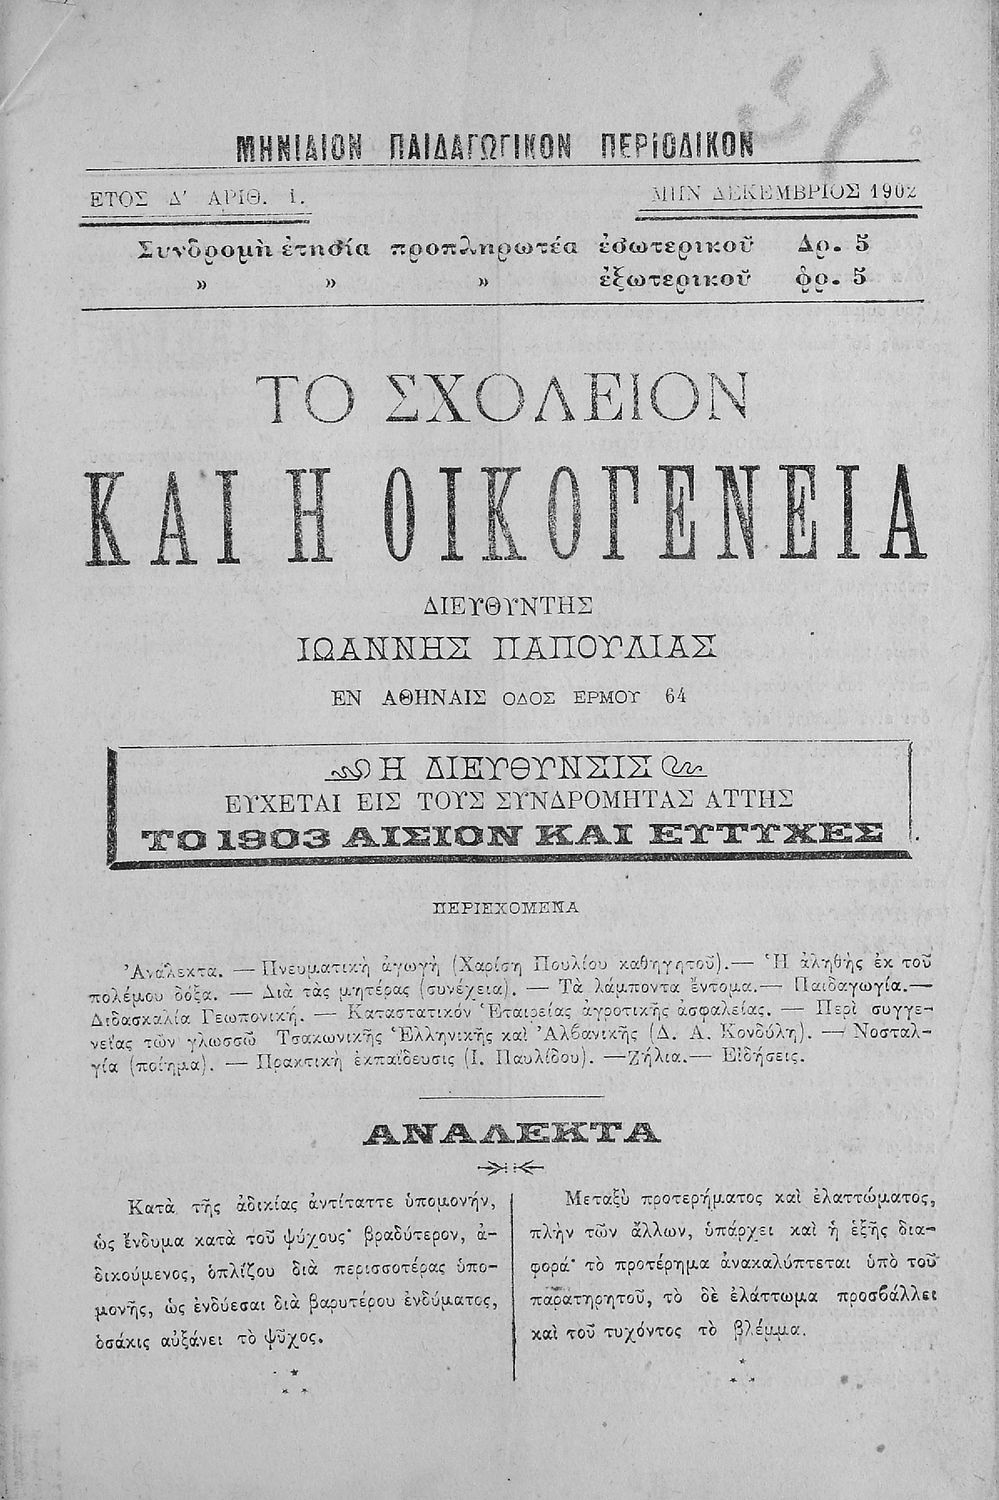 ΜΗΝΙΑΙΟΝ ΠΑΙΔΑΓΩΓΙΚΟΝ ΠΕΡΙΟΔΙΚΟΝ
ΕΤΟΣ Δ' ΑΡΙΘ. 1.
ΜΗΝ ΔΕΚΕΜΒΡΙΟΣ 1902
Συνδρομὴ ἐτησία προπληρωτέα ἐσωτερικοῦ Δρ. 5
» » » ἐξωτερικοῦ φρ. 5
ΤΟ ΣΧΟΛΕΙΟΝ
ΚΑΙ Η ΟΙΚΟΓΕΝΕΙΑ
ΔΙΕΥΘΥΝΤΗΣ
ΙΩΑΝΝΗΣ ΠΑΠΟΥΛΙΑΣ
ΕΝ ΑΘΗΝΑΙΣ ΟΔΟΣ ΕΡΜΟΥ 64
Η ΔΙΕΥΘΥΝΣΙΣ
ΕΥΧΕΤΑΙ ΕΙΣ ΤΟΥΣ ΣΥΝΔΡΟΜΗΤΑΣ ΑΥΤΗΣ
ΤΟ 1903 ΑΙΣΙΟΝ ΚΑΙ ΕΥΤΥΧΕΣ
ΠΕΡΙΕΧΟΜΕΝΑ
Ἀνάλεκτα. — Πνευματικὴ ἀγωγὴ (Χαρίση Πουλίου καθηγητοῦ).— Ἡ ἀληθὴς ἐκ τοῦ
πολέμου δόξα. — Διὰ τὰς μητέρας (συνέχεια). — Τὰ λάμποντα ἔντομα.— Παιδαγωγία.—
Διδασκαλία Γεωπονική. — Καταστατικόν Ἑταιρείας ἀγροτικῆς ἀσφαλείας. — Περὶ συγγε-
νείας τῶν γλωσσῶ Τσακωνικῆς Ἑλληνικῆς καὶ Ἀλβανικῆς (Δ. Α. Κονδύλη). — Νοσταλ-
γία (ποίημα). — Πρακτικὴ ἐκπαίδευσις (Ι. Παυλίδου). —Ζήλια.— Εἰδήσεις.
ΑΝΑΛΕΚΤΑ
Κατὰ τῆς ἀδικίας ἀντίταττε ὑπομονήν,
ὡς ἔνδυμα κατὰ τοῦ ψύχους· βραδύτερον, ἀ-
δικούμενος, ὁπλίζου διὰ περισσοτέρας ὑπο-
μονῆς, ὡς ἐνδύεσαι διὰ βαρυτέρου ἐνδύματος,
ὁσάκις αὐξάνει τὸ ψῦχος.
Μεταξὺ προτερήματος καὶ ἐλαττώματος,
πλὴν τῶν ἄλλων, ὑπάρχει καὶ ἡ ἑξῆς δια-
φορά· τὸ προτέρημα ἀνακαλύπτεται ὑπὸ τοῦ
παρατηρητοῦ, τὸ δὲ ἐλάττωμα προσβάλλει
καὶ τοῦ τυχόντος τὸ βλέμμα.